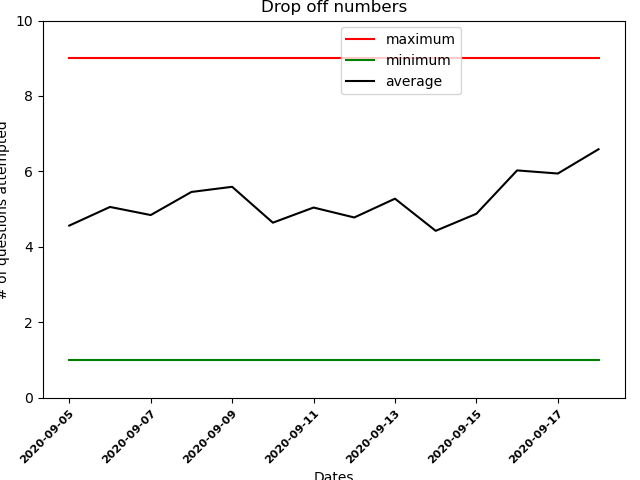 Drop off numbers
maximum
minimum
average
# of questions attempted
10
8
6
4
2
0
2020-09-05
2020-09-07
2020-09-09
2020-09-11
2020-09-13
2020-09-15
2020-09-17
Dates